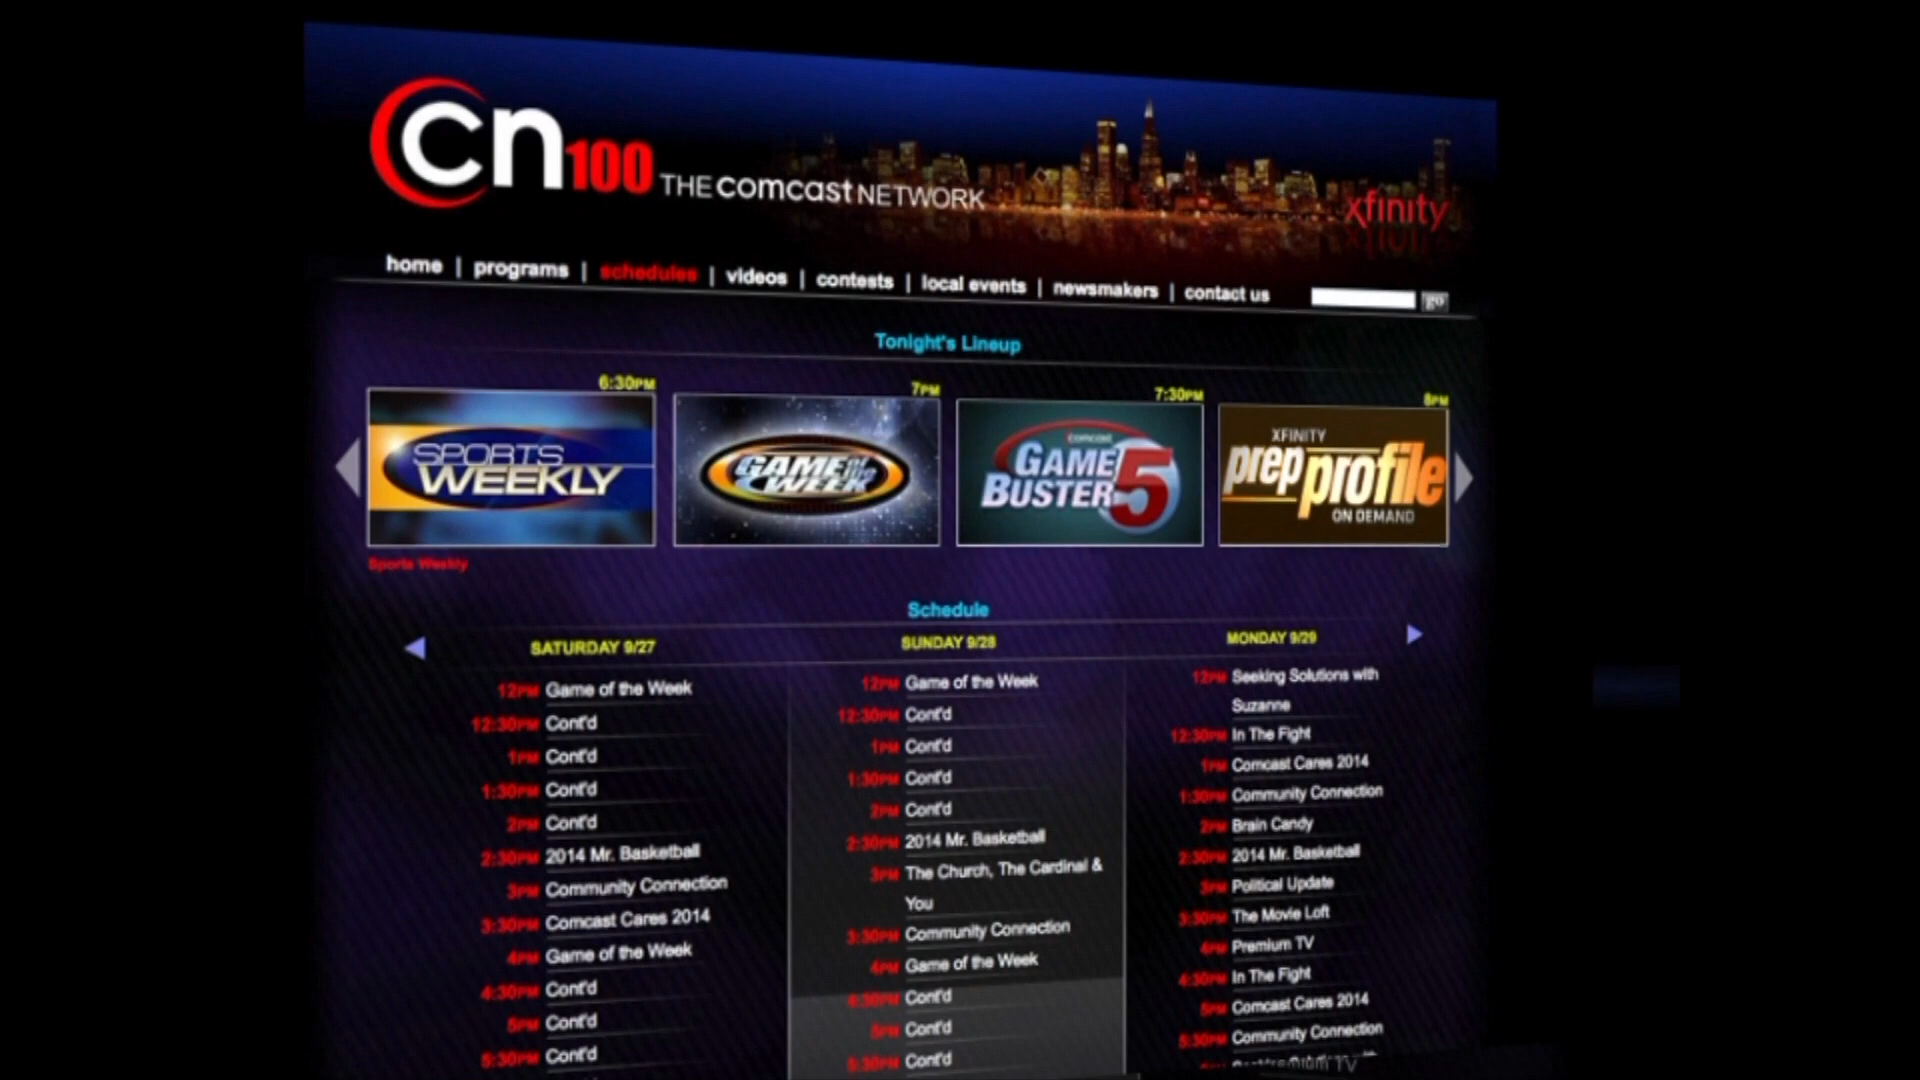 cn100 THE comcast NETWORK
xfinity
home | programs | schedules | videos | contests | local events | newsmakers | contact us
go
Tonight's Lineup
6:30PM
7PM
7:30PM
8PM
SPORTS
WEEKLY
GAME OF THE
WEEK
comcast
GAME
BUSTER 5
XFINITY
prep profile
ON DEMAND
Sports Weekly
Schedule
SATURDAY 9/27
12PM Game of the Week
12:30PM Cont'd
1PM Cont'd
1:30PM Cont'd
2PM Cont'd
2:30PM 2014 Mr. Basketball
3PM Community Connection
3:30PM Comcast Cares 2014
4PM Game of the Week
4:30PM Cont'd
5PM Cont'd
5:30PM Cont'd
SUNDAY 9/28
12PM Game of the Week
12:30PM Cont'd
1PM Cont'd
1:30PM Cont'd
2PM Cont'd
2:30PM 2014 Mr. Basketball
3PM The Church, The Cardinal &
You
3:30PM Community Connection
4PM Game of the Week
4:30PM Cont'd
5PM Cont'd
5:30PM Cont'd
MONDAY 9/29
12PM Seeking Solutions with
Suzanne
12:30PM In The Fight
1PM Comcast Cares 2014
1:30PM Community Connection
2PM Brain Candy
2:30PM 2014 Mr. Basketball
3PM Political Update
3:30PM The Movie Loft
4PM Premium TV
4:30PM In The Fight
5PM Comcast Cares 2014
5:30PM Community Connection